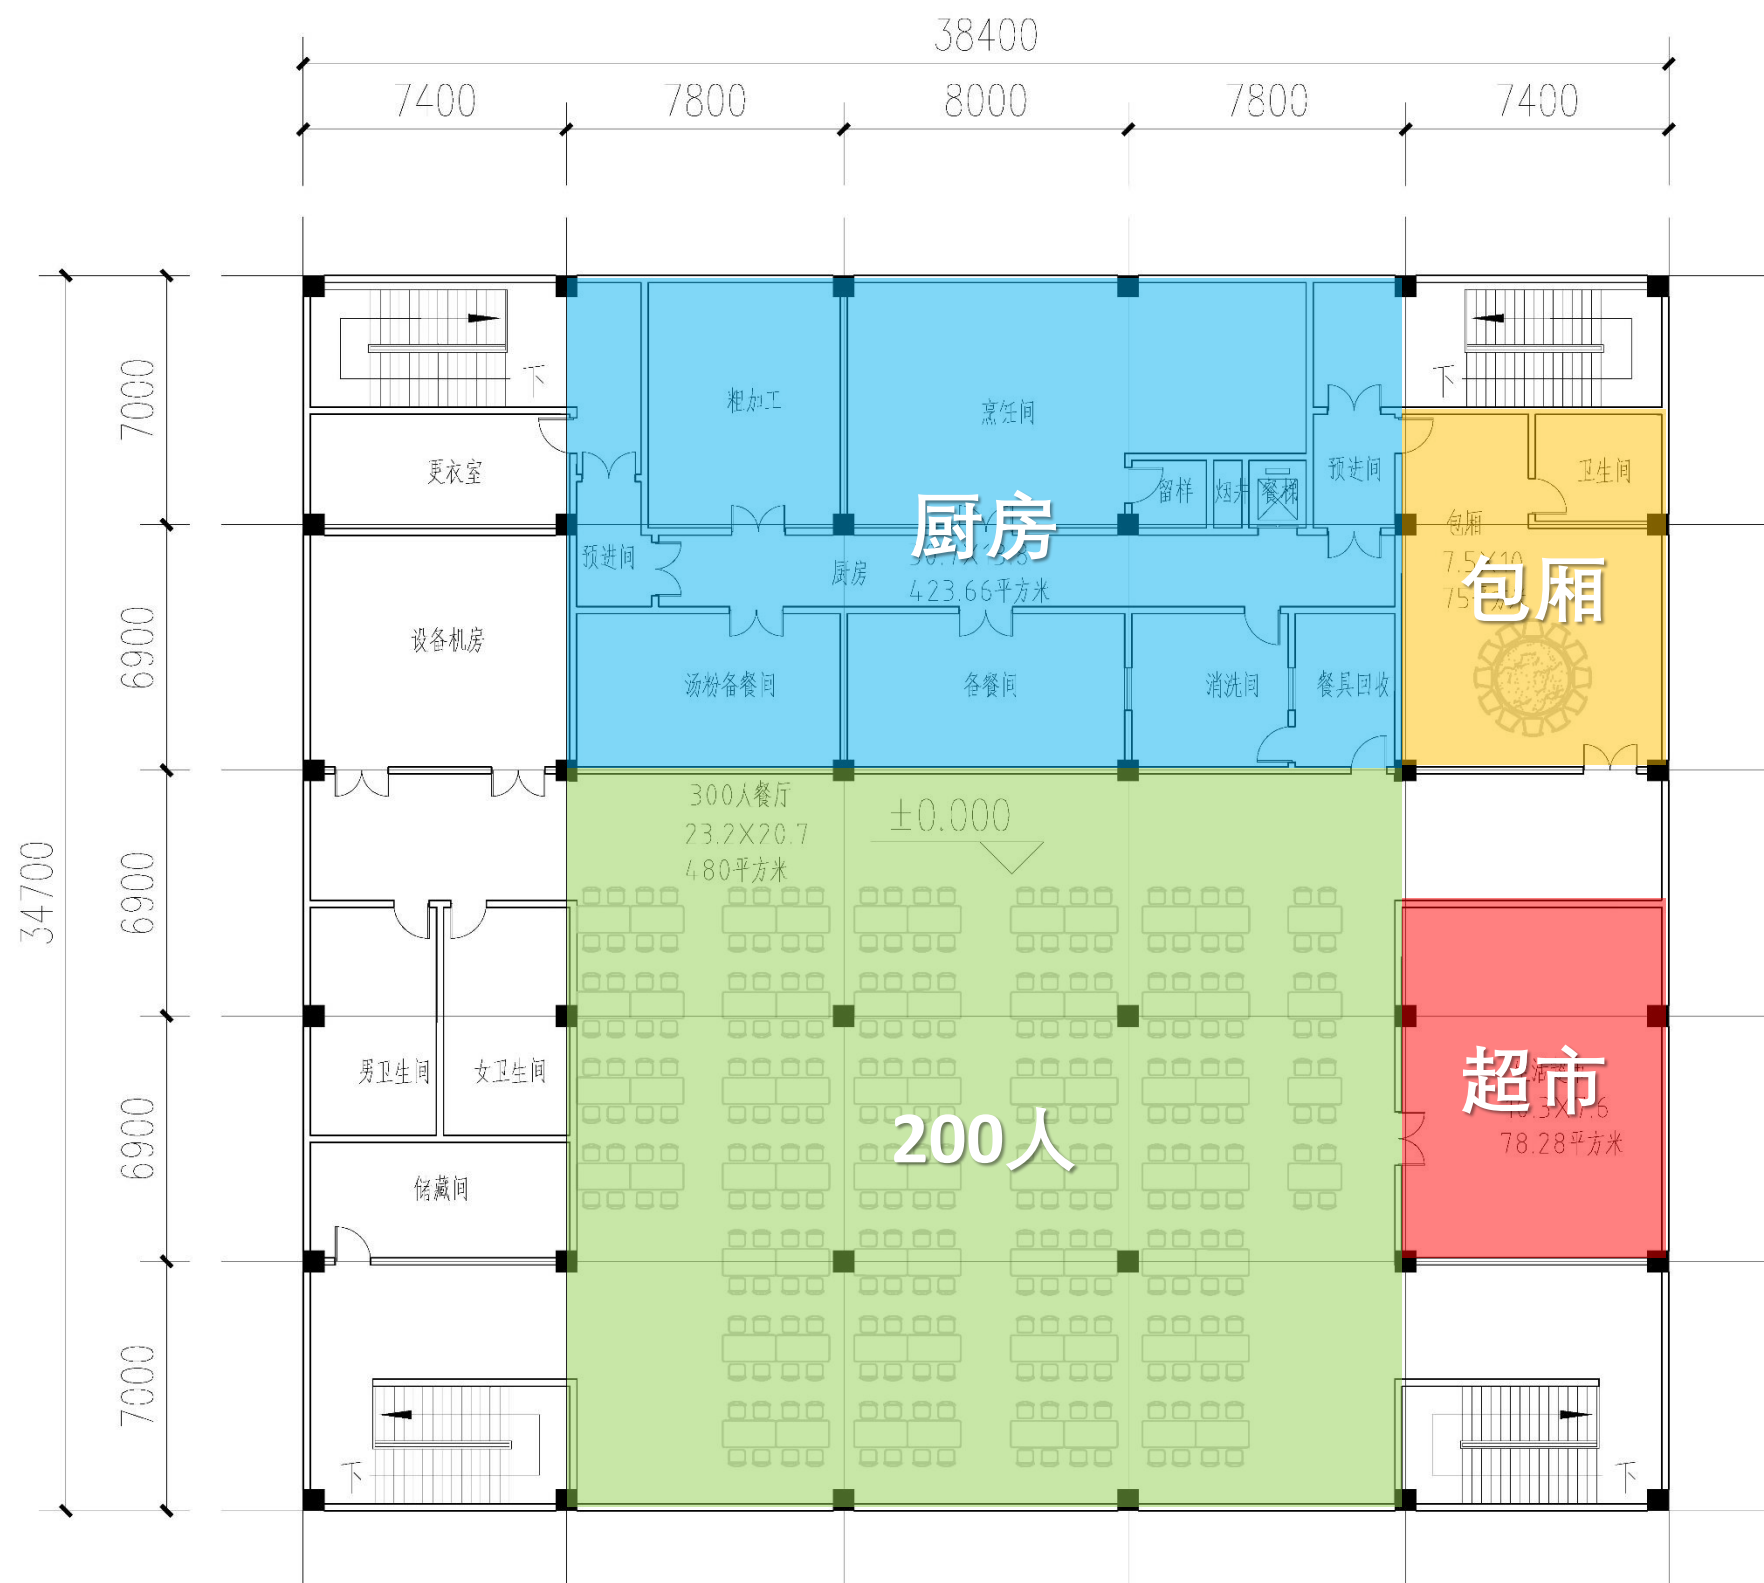 38400
7400
7800
8000
7800
7400
34700
7000
6900
6900
6900
7000
下
下
粗加工
烹饪间
更衣室
留样
烟井
餐梯
预进间
卫生间
包厢
厨房
预进间
厨房
423.66平方米
包厢
设备机房
汤粉备餐间
备餐间
消洗间
餐具回收
300人餐厅
23.2X20.7
480平方米
±0.000
男卫生间
女卫生间
超市
78.28平方米
200人
储藏间
下
下